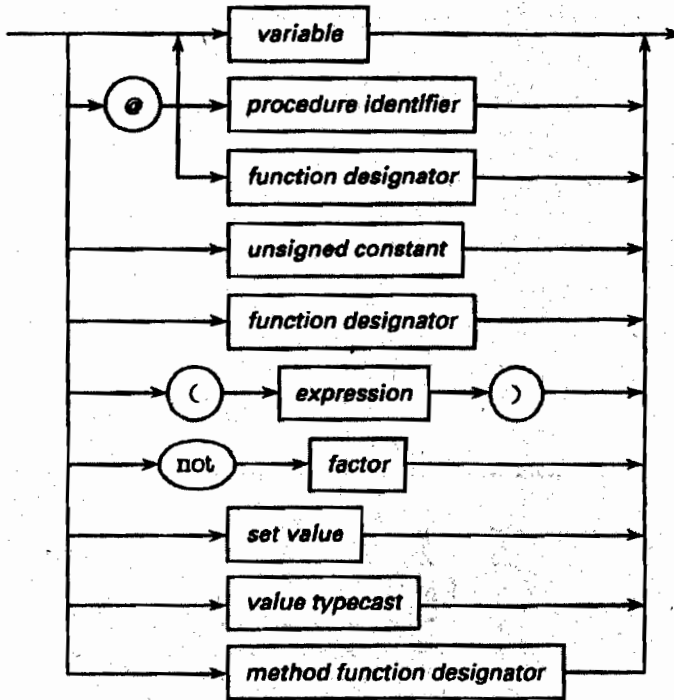 variable
@ procedure identifier
function designator
unsigned constant
function designator
( expression )
not factor
set value
value typecast
method function designator